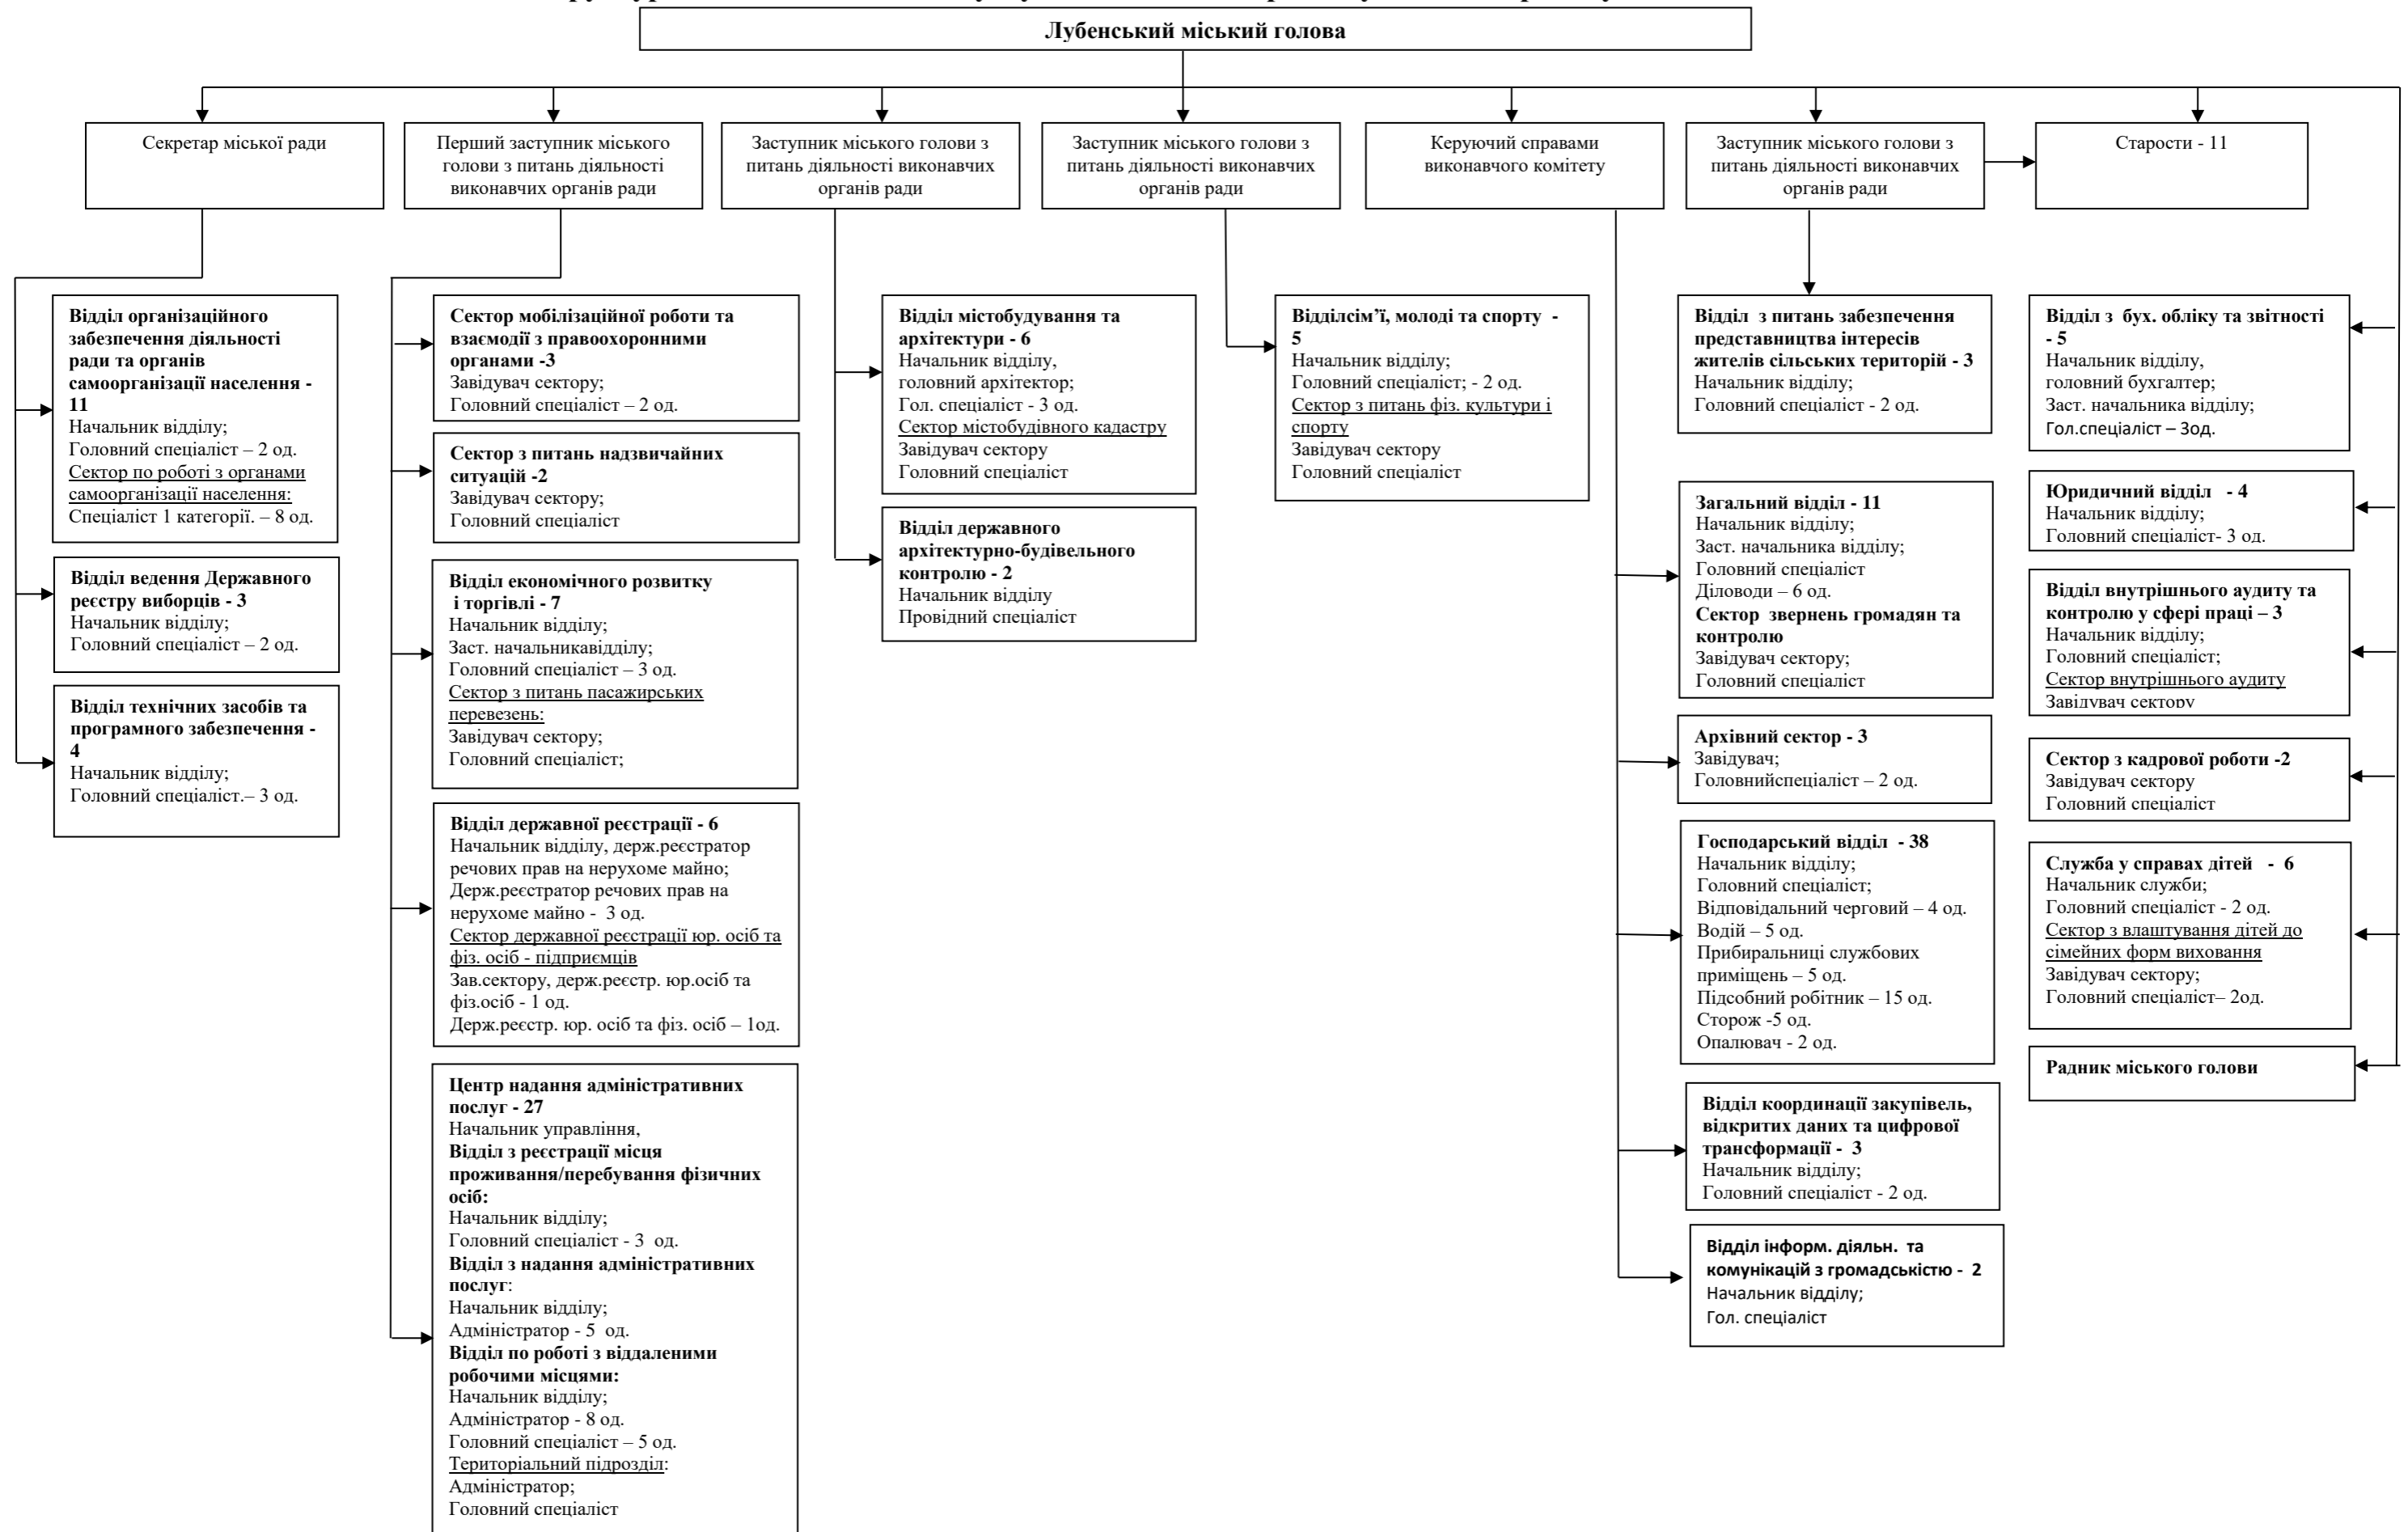 Лубенський міський голова
Секретар міської ради
Перший заступник міського
голови з питань діяльності
виконавчих органів ради
Заступник міського голови з
питань діяльності виконавчих
органів ради
Заступник міського голови з
питань діяльності виконавчих
органів ради
Керуючий справами
виконавчого комітету
Заступник міського голови з
питань діяльності виконавчих
органів ради
Старости - 11
Відділ організаційного
забезпечення діяльності
ради та органів
самоорганізації населення -
11
Начальник відділу;
Головний спеціаліст – 2 од.
Сектор по роботі з органами
самоорганізації населення:
Спеціаліст 1 категорії. – 8 од.
Відділ ведення Державного
реєстру виборців - 3
Начальник відділу;
Головний спеціаліст – 2 од.
Відділ технічних засобів та
програмного забезпечення -
4
Начальник відділу;
Головний спеціаліст.– 3 од.
Сектор мобілізаційної роботи та
взаємодії з правоохоронними
органами -3
Завідувач сектору;
Головний спеціаліст – 2 од.
Сектор з питань надзвичайних
ситуацій -2
Завідувач сектору;
Головний спеціаліст
Відділ економічного розвитку
і торгівлі - 7
Начальник відділу;
Заст. начальникавідділу;
Головний спеціаліст – 3 од.
Сектор з питань пасажирських
перевезень:
Завідувач сектору;
Головний спеціаліст;
Відділ державної реєстрації - 6
Начальник відділу, держ.реєстратор
речових прав на нерухоме майно;
Держ.реєстратор речових прав на
нерухоме майно - 3 од.
Сектор державної реєстрації юр. осіб та
фіз. осіб - підприємців
Зав.сектору, держ.реєстр. юр.осіб та
фіз.осіб - 1 од.
Держ.реєстр. юр. осіб та фіз. осіб – 1од.
Центр надання адміністративних
послуг - 27
Начальник управління,
Відділ з реєстрації місця
проживання/перебування фізичних
осіб:
Начальник відділу;
Головний спеціаліст - 3 од.
Відділ з надання адміністративних
послуг:
Начальник відділу;
Адміністратор - 5 од.
Відділ по роботі з віддаленими
робочими місцями:
Начальник відділу;
Адміністратор - 8 од.
Головний спеціаліст – 5 од.
Територіальний підрозділ:
Адміністратор;
Головний спеціаліст
Відділ містобудування та
архітектури - 6
Начальник відділу,
головний архітектор;
Гол. спеціаліст - 3 од.
Сектор містобудівного кадастру
Завідувач сектору
Головний спеціаліст
Відділ державного
архітектурно-будівельного
контролю - 2
Начальник відділу
Провідний спеціаліст
Відділсім’ї, молоді та спорту -
5
Начальник відділу;
Головний спеціаліст; - 2 од.
Сектор з питань фіз. культури і
спорту
Завідувач сектору
Головний спеціаліст
Відділ з питань забезпечення
представництва інтересів
жителів сільських територій - 3
Начальник відділу;
Головний спеціаліст - 2 од.
Загальний відділ - 11
Начальник відділу;
Заст. начальника відділу;
Головний спеціаліст
Діловоди – 6 од.
Сектор звернень громадян та
контролю
Завідувач сектору;
Головний спеціаліст
Архівний сектор - 3
Завідувач;
Головнийспеціаліст – 2 од.
Господарський відділ - 38
Начальник відділу;
Головний спеціаліст;
Відповідальний черговий – 4 од.
Водій – 5 од.
Прибиральниці службових
приміщень – 5 од.
Підсобний робітник – 15 од.
Сторож -5 од.
Опалювач - 2 од.
Відділ координації закупівель,
відкритих даних та цифрової
трансформації - 3
Начальник відділу;
Головний спеціаліст - 2 од.
Відділ інформ. діяльн. та
комунікацій з громадськістю - 2
Начальник відділу;
Гол. спеціаліст
Відділ з бух. обліку та звітності
- 5
Начальник відділу,
головний бухгалтер;
Заст. начальника відділу;
Гол.спеціаліст – 3од.
Юридичний відділ - 4
Начальник відділу;
Головний спеціаліст- 3 од.
Відділ внутрішнього аудиту та
контролю у сфері праці – 3
Начальник відділу;
Головний спеціаліст;
Сектор внутрішнього аудиту
Завідувач сектору
Сектор з кадрової роботи -2
Завідувач сектору
Головний спеціаліст
Служба у справах дітей - 6
Начальник служби;
Головний спеціаліст - 2 од.
Сектор з влаштування дітей до
сімейних форм виховання
Завідувач сектору;
Головний спеціаліст– 2од.
Радник міського голови